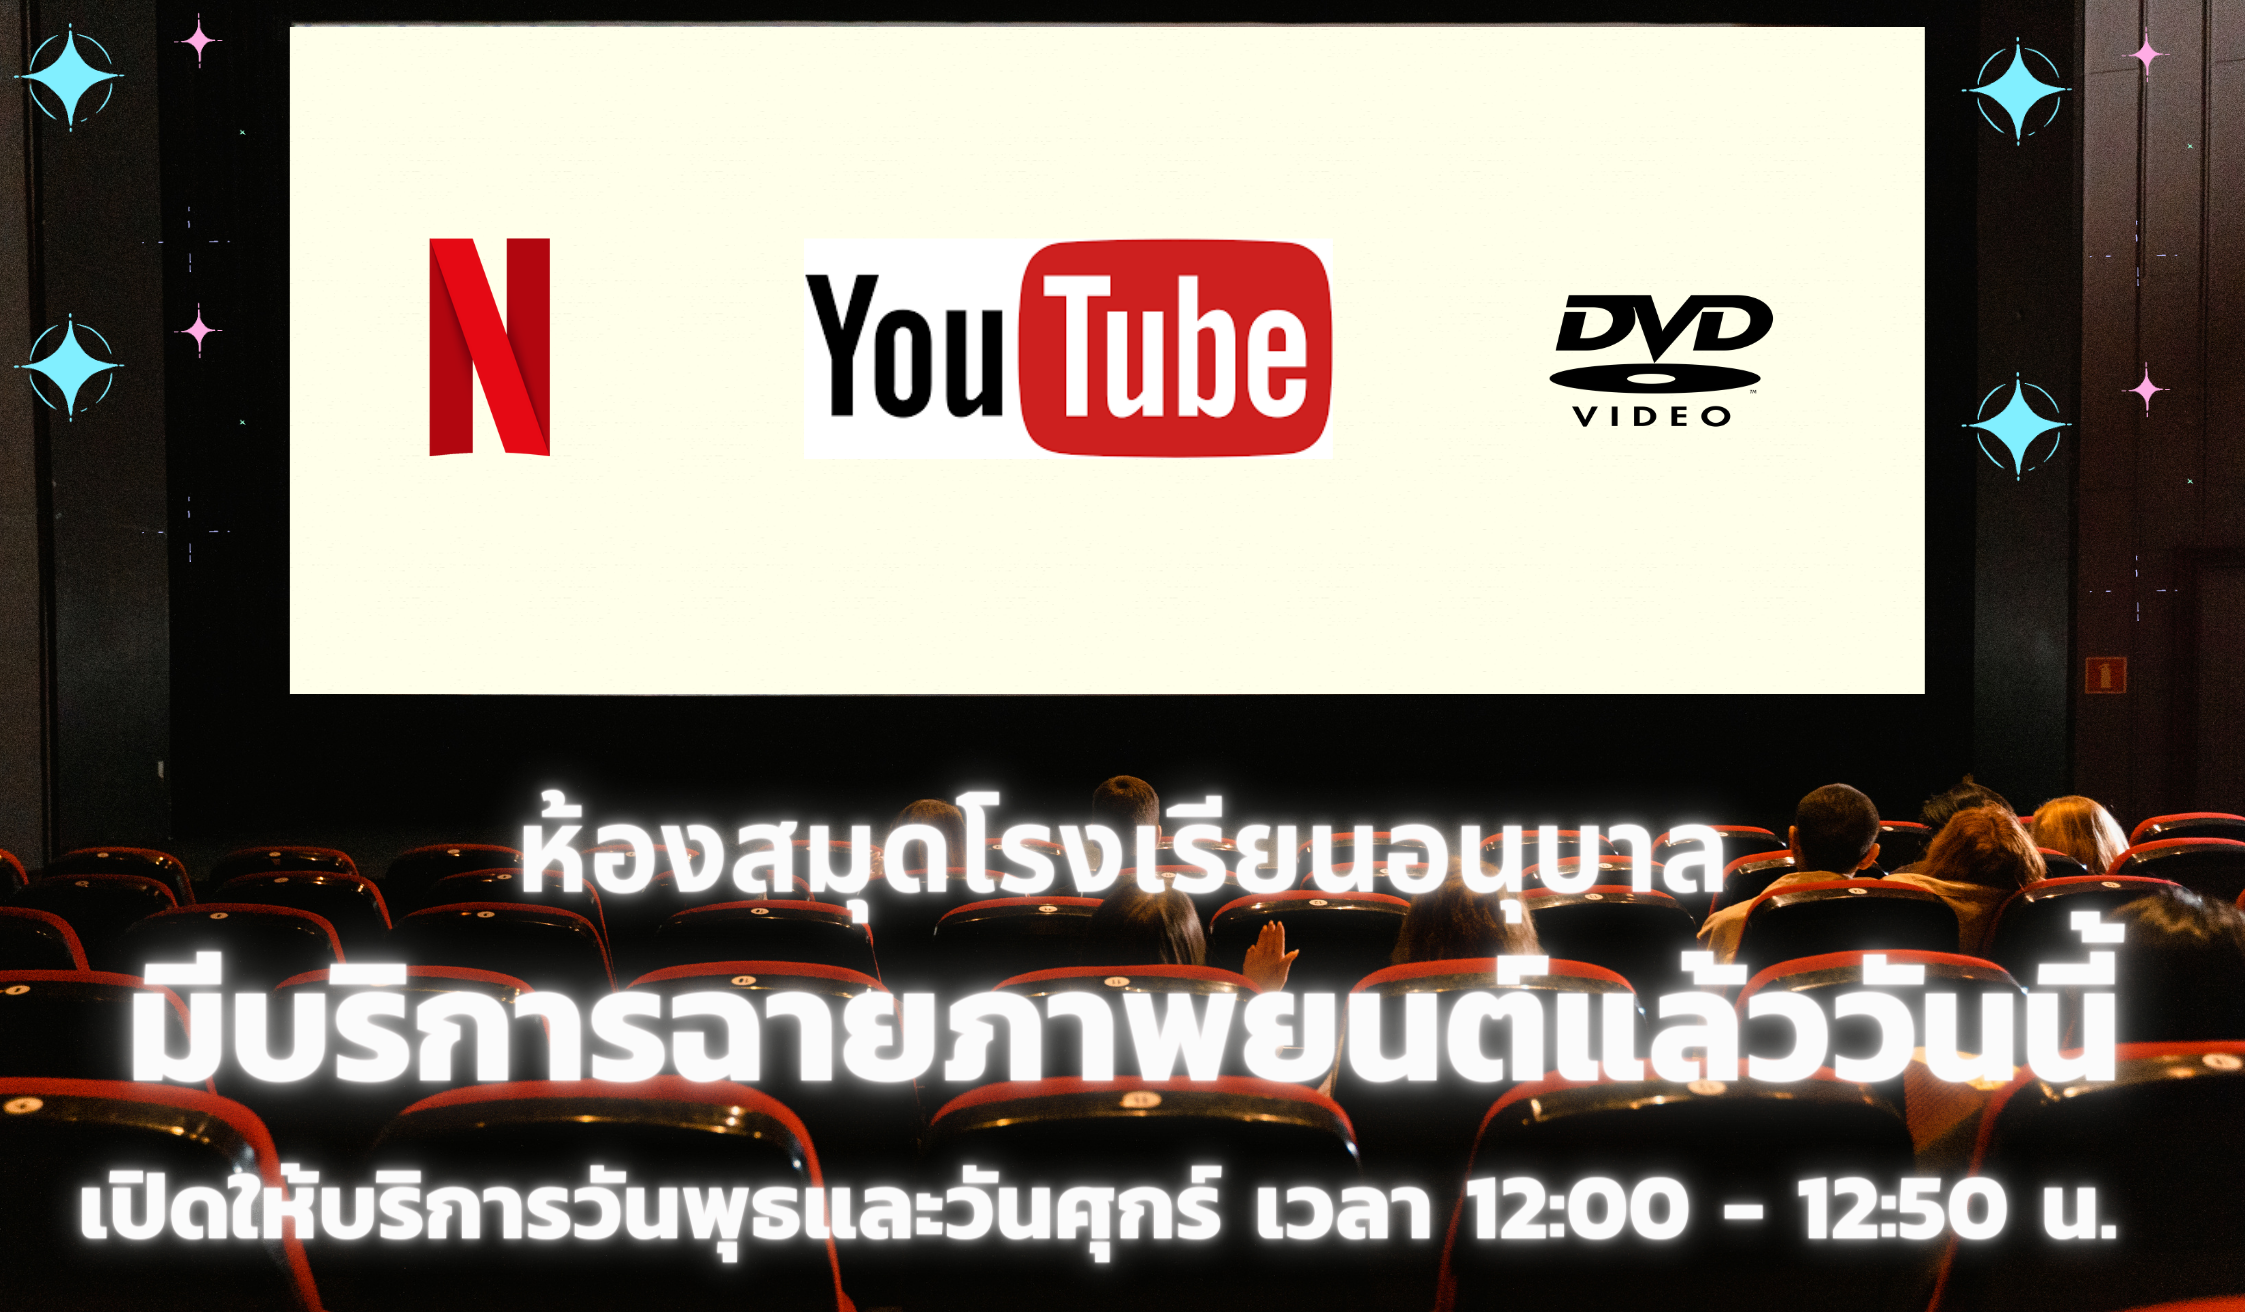 YouTube
DVD
VIDEO
ห้องสมุดโรงเรียนอนุบาล
มีบริการฉายภาพยนต์แล้ววันนี้
เปิดให้บริการวันพุธและวันศุกร์ เวลา 12:00 - 12:50 น.